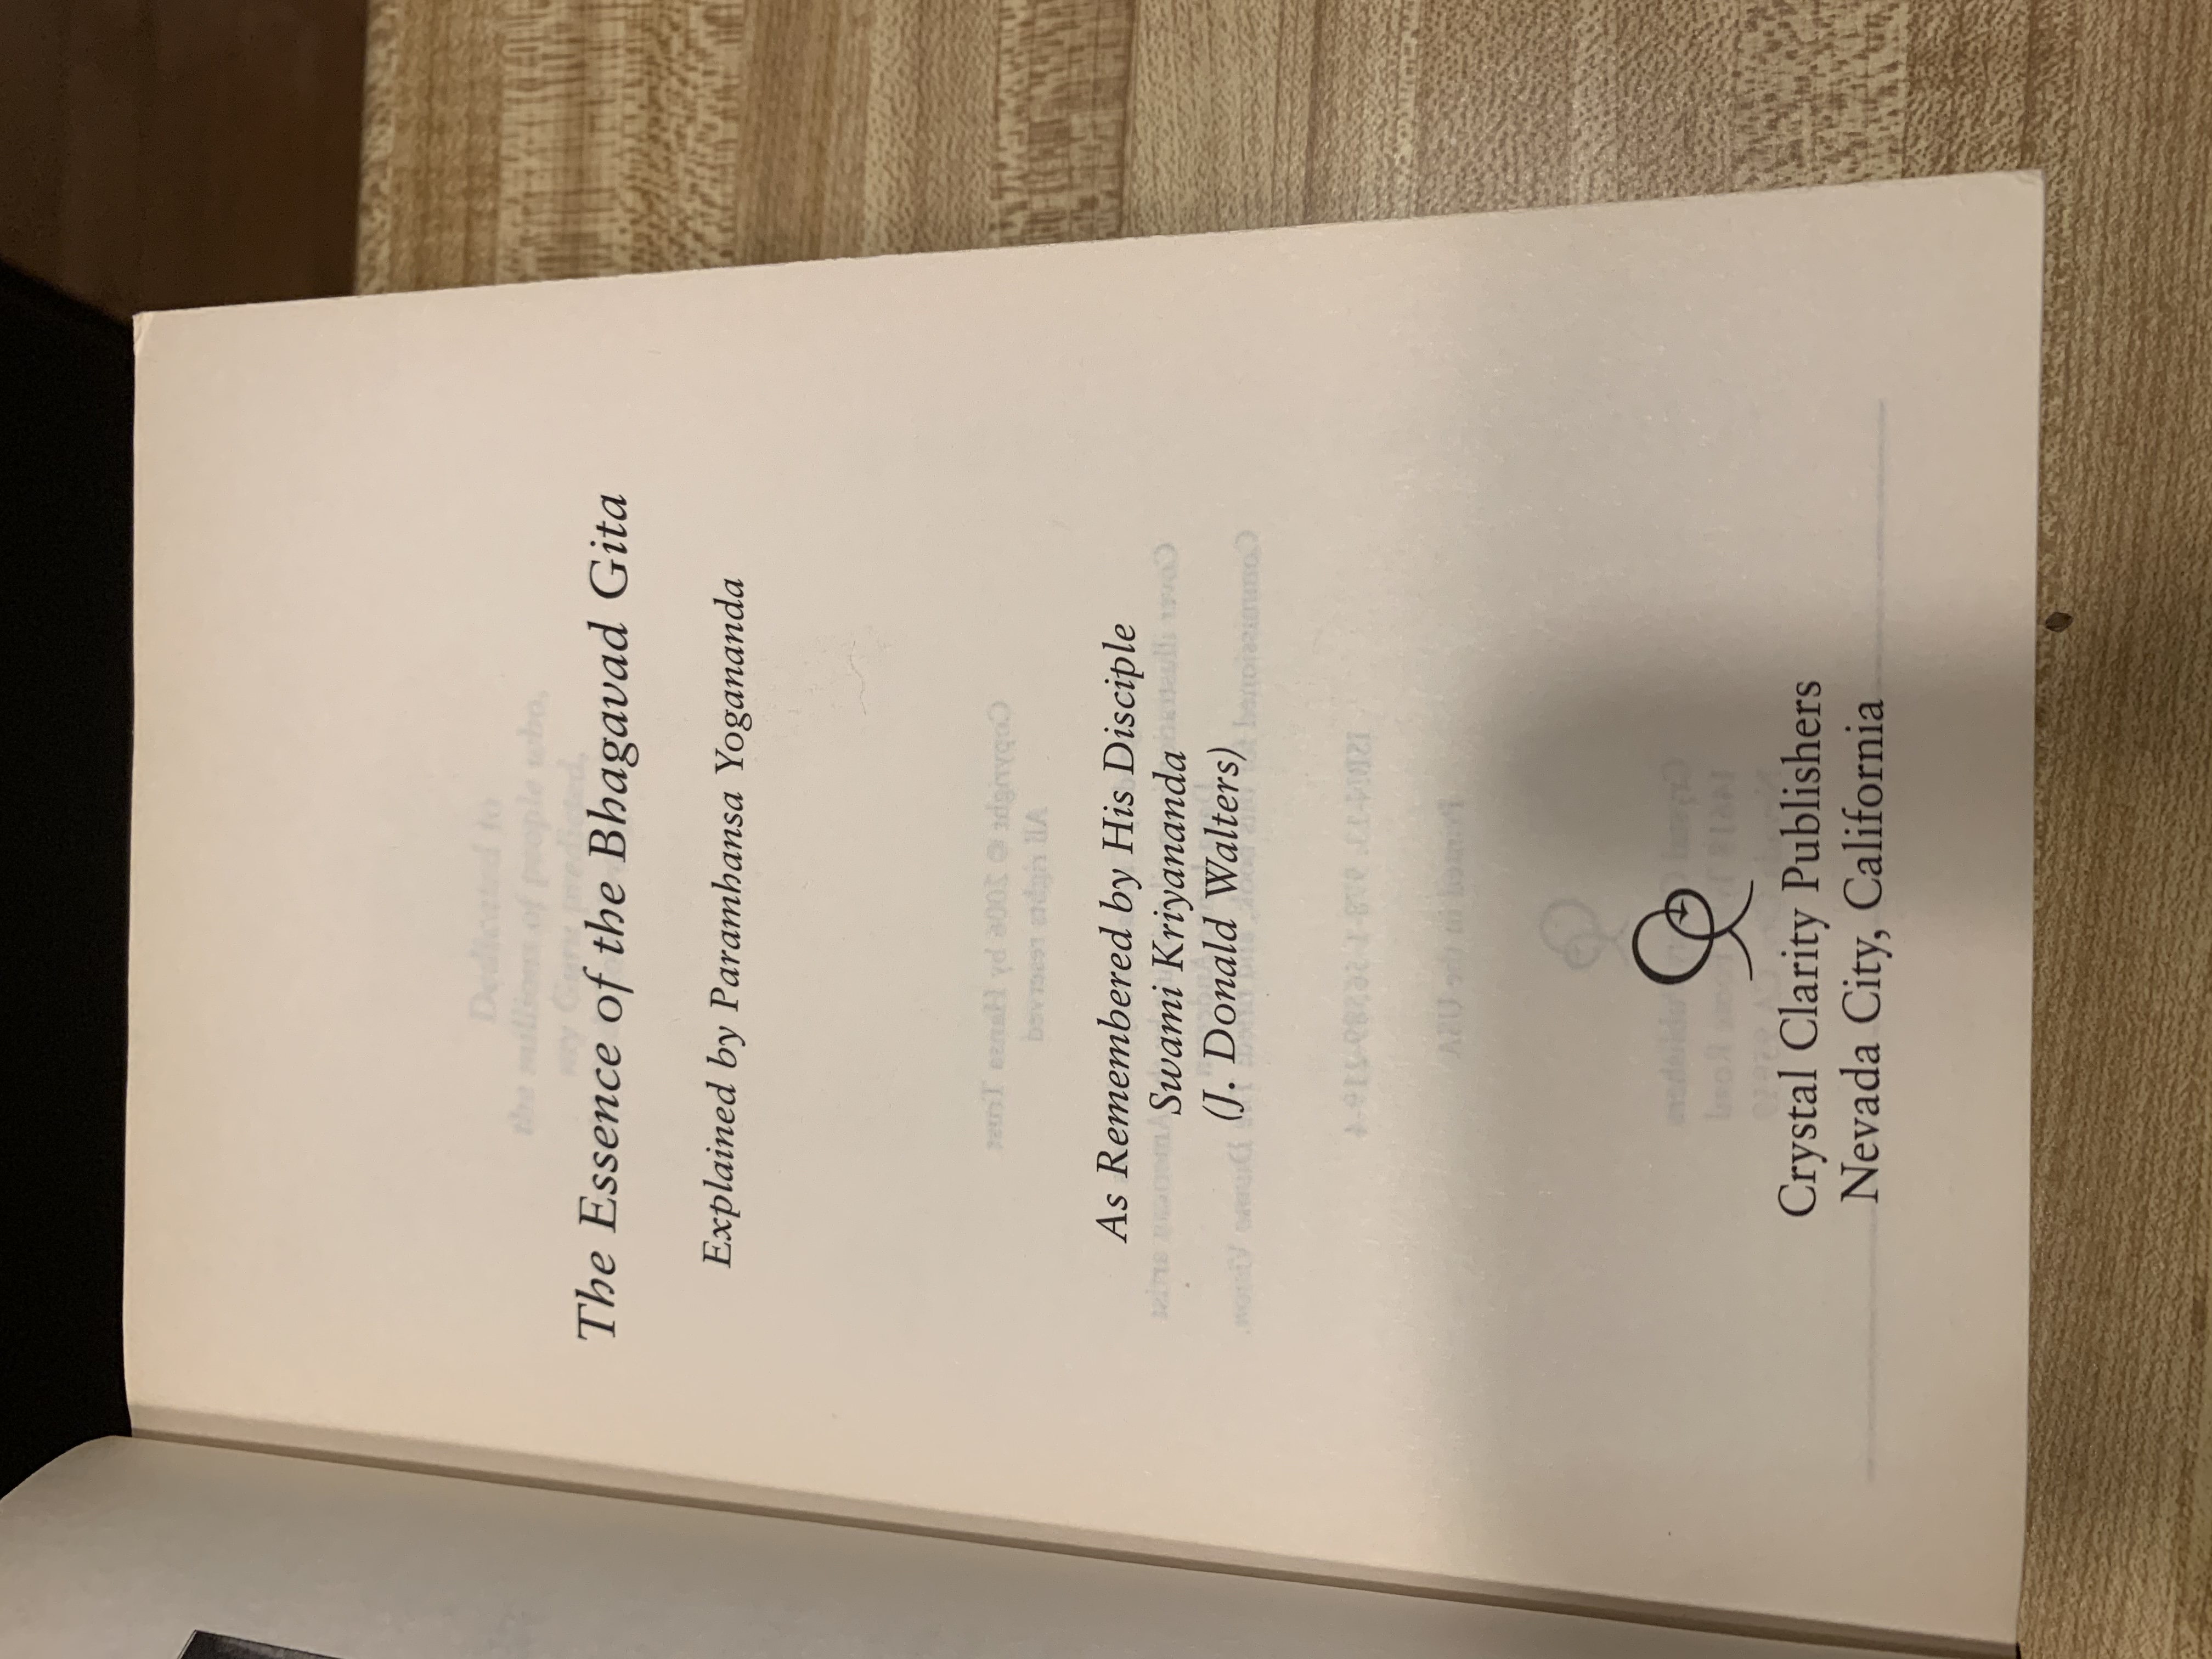 The Essence of the Bhagavad Gita
Explained by Paramhansa Yogananda
As Remembered by His Disciple
Swami Kriyananda
(J. Donald Walters)
Crystal Clarity Publishers
Nevada City, California